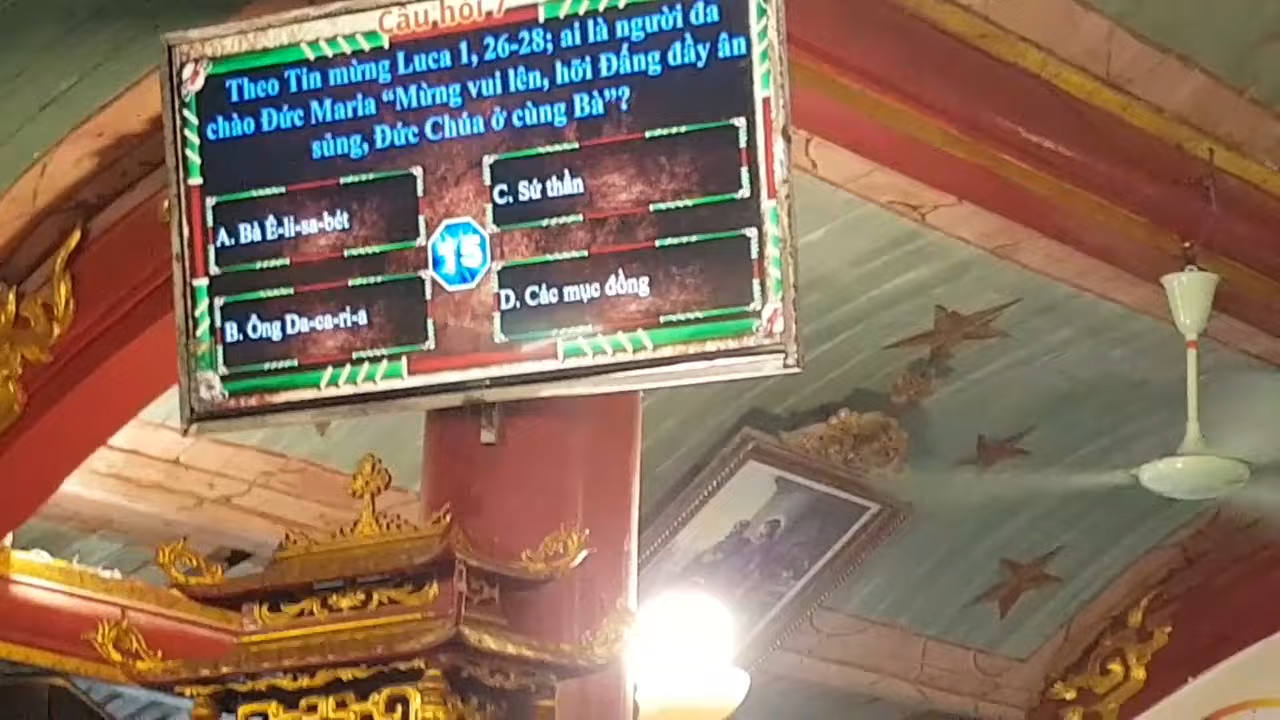 Câu hỏi 7
Theo Tin mừng Luca 1, 26-28; ai là người đa
chào Đức Maria “Mừng vui lên, hỡi Đấng đầy ân
sủng, Đức Chúa ở cùng Bà”?
A. Bà Ê-li-sa-bét
C. Sứ thần
15
B. Ông Da-ca-ri-a
D. Các mục đồng